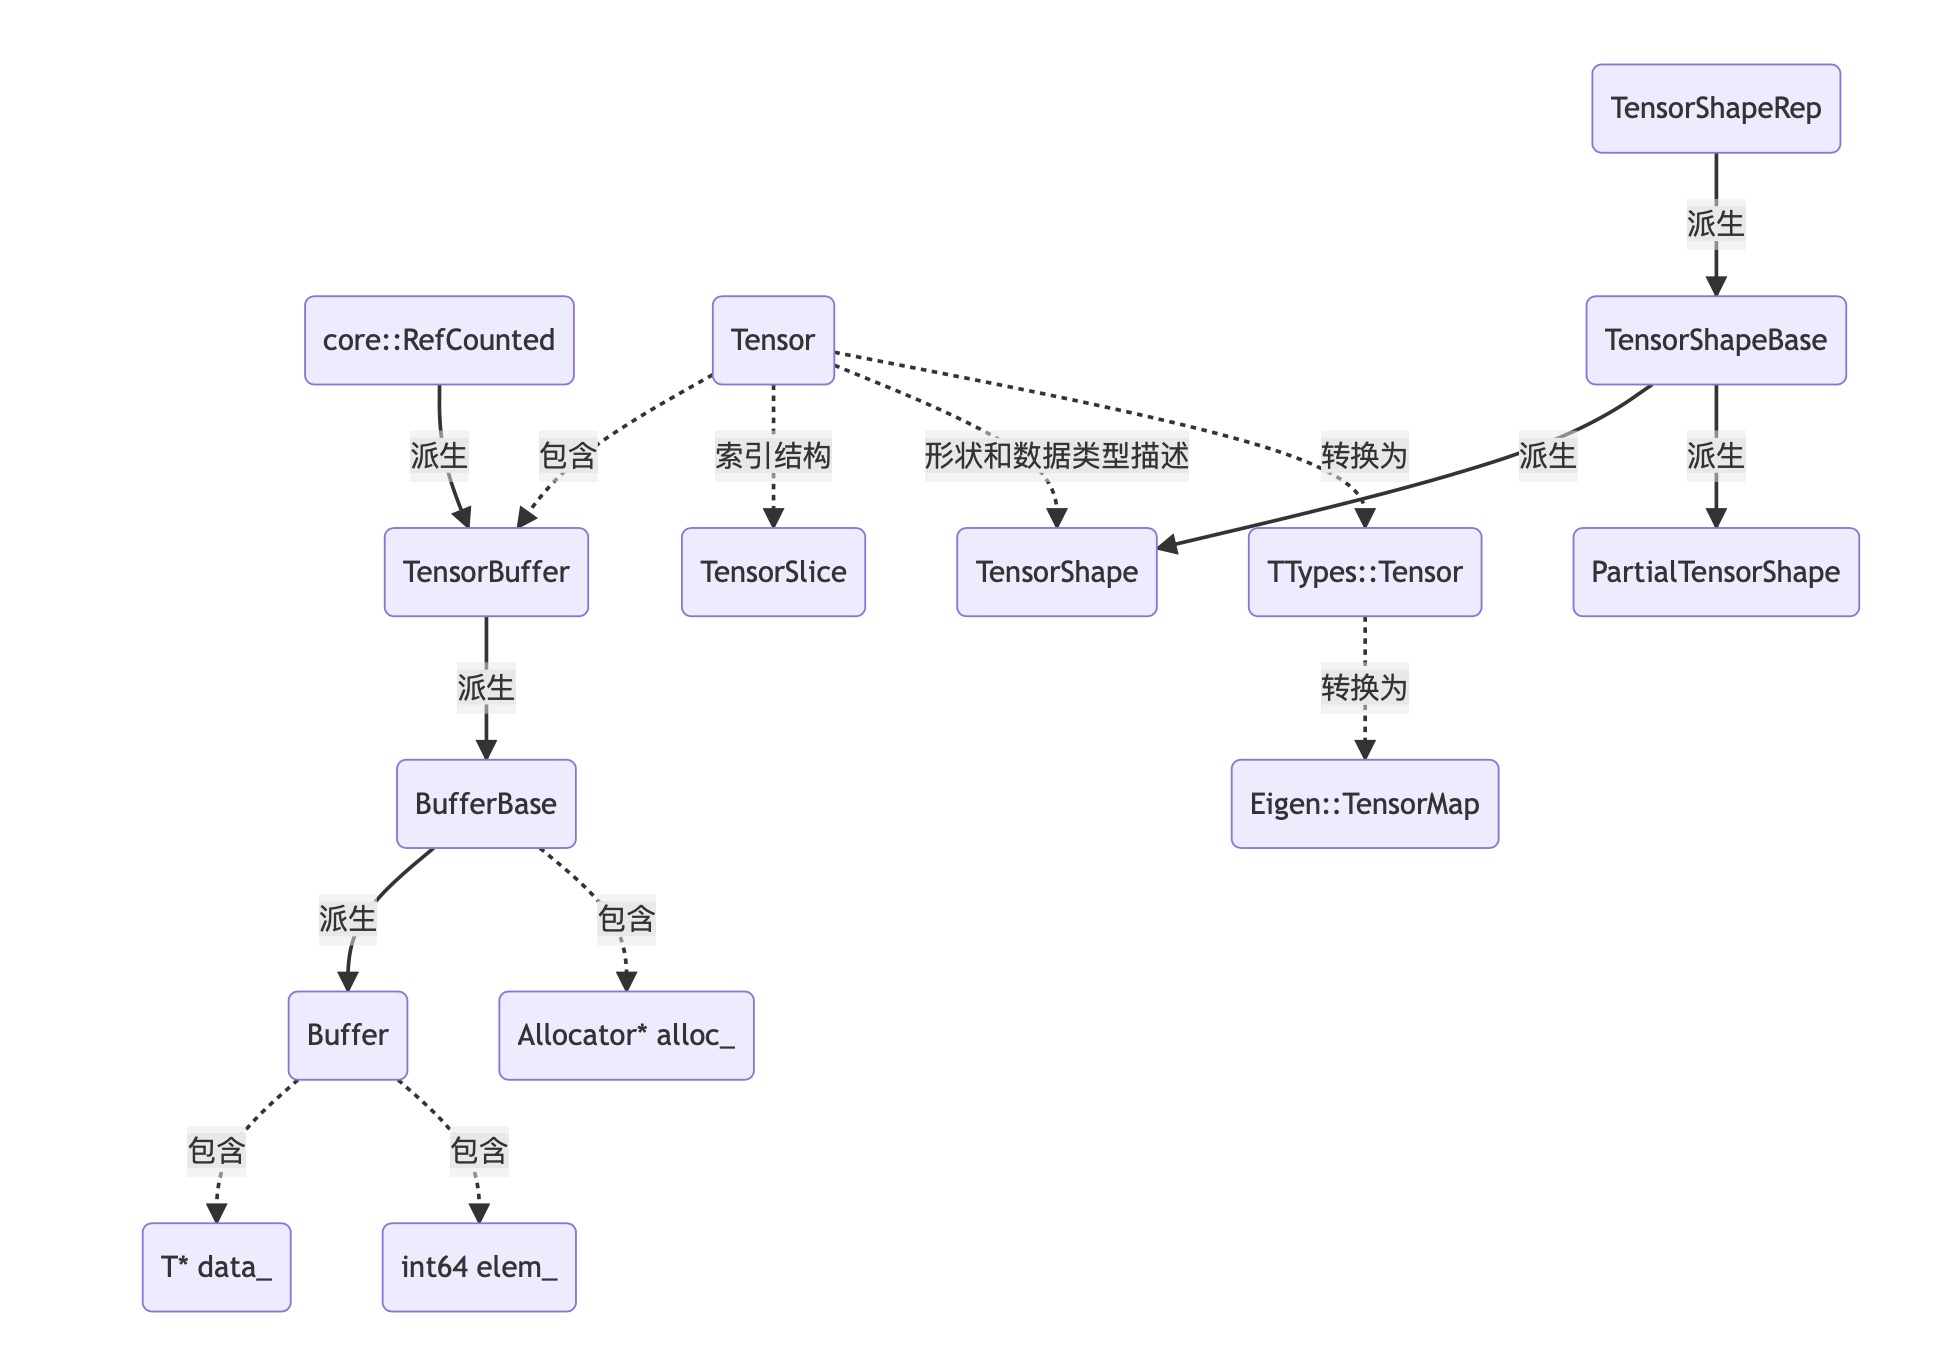 TensorShapeRep
派生
core::RefCounted
Tensor
TensorShapeBase
派生
包含
索引结构
形状和数据类型描述
转换为
派生
派生
TensorBuffer
TensorSlice
TensorShape
TTypes::Tensor
PartialTensorShape
派生
转换为
BufferBase
Eigen::TensorMap
派生
包含
Buffer
Allocator* alloc_
包含
包含
T* data_
int64 elem_